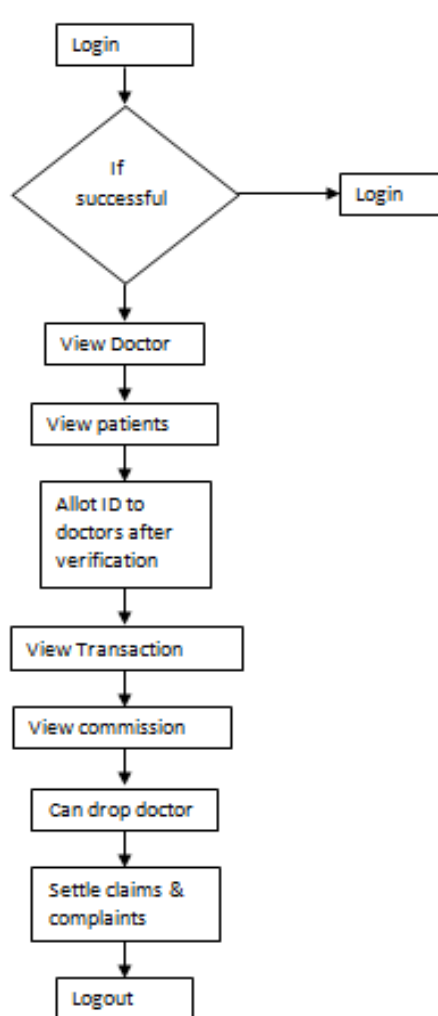 Login
If
successful
Login
View Doctor
View patients
Allot ID to
doctors after
verification
View Transaction
View commission
Can drop doctor
Settle claims &
complaints
Logout